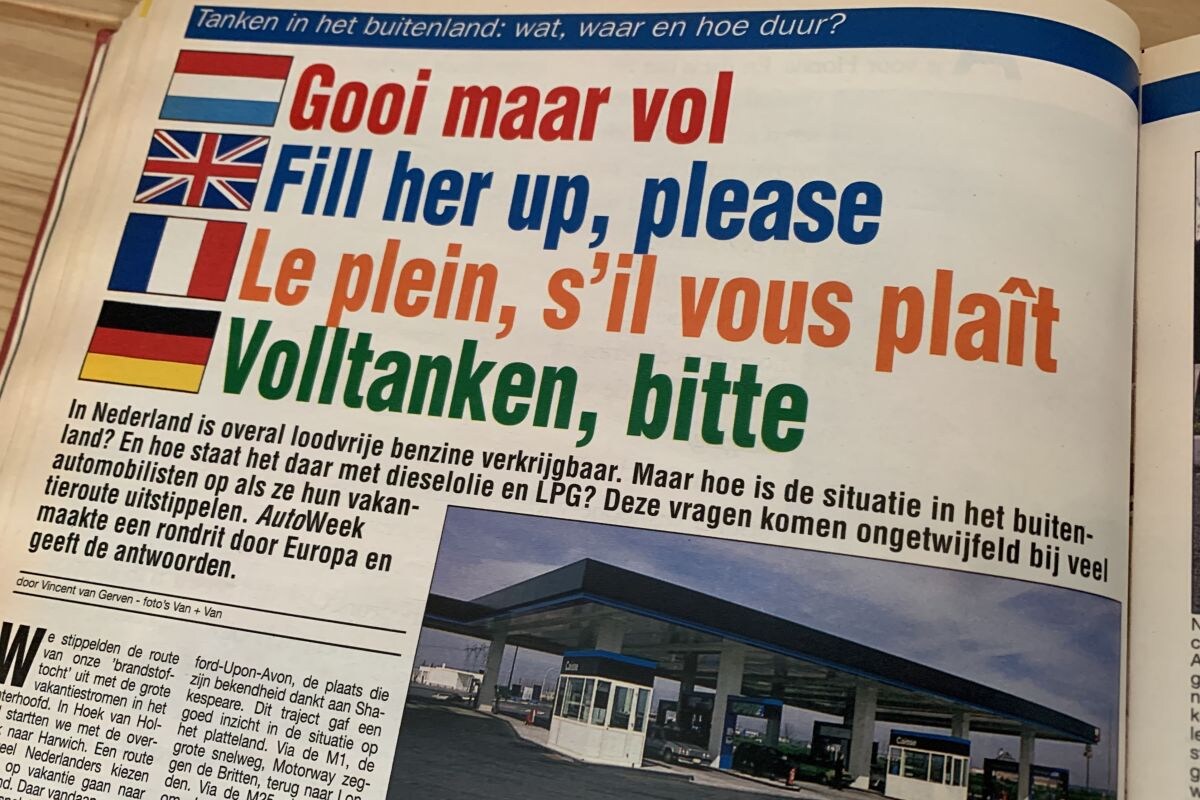 Tanken in het buitenland: wat, waar en hoe duur?
Gooi maar vol
Fill her up, please
Le plein, s'il vous plaît
Volltanken, bitte
In Nederland is overal loodvrije benzine verkrijgbaar. Maar hoe is de situatie in het buiten-
land? En hoe staat het daar met dieselolie en LPG? Deze vragen komen ongetwijfeld bij veel
automobilisten op als ze hun vakan-
tieroute uitstippelen. AutoWeek
maakte een rondrit door Europa en
geeft de antwoorden.
door Vincent van Gerven - foto's Van + Van
We stippelden de route
van onze 'brandstof-
tocht' uit met de grote
vakantiestromen in het
terhoofd. In Hoek van Hol-
startten we met de over-
naar Harwich. Een route
eel Nederlanders kiezen
op vakantie gaan naar
nd. Daar vandaan
ford-Upon-Avon, de plaats die
zijn bekendheid dankt aan Sha-
kespeare. Dit traject gaf een
goed inzicht in de situatie op
het platteland. Via de M1, de
grote snelweg, Motorway zeg-
gen de Britten, terug naar Lon-
den. Via de M25
Caisse
Caisse